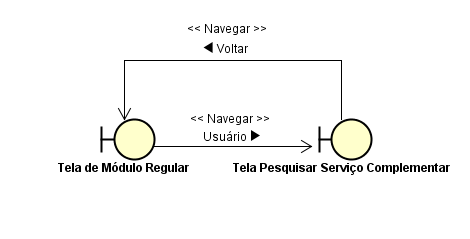 << Navegar >>
◀ Voltar
<< Navegar >>
Usuário ▶
Tela de Módulo Regular
Tela Pesquisar Serviço Complementar